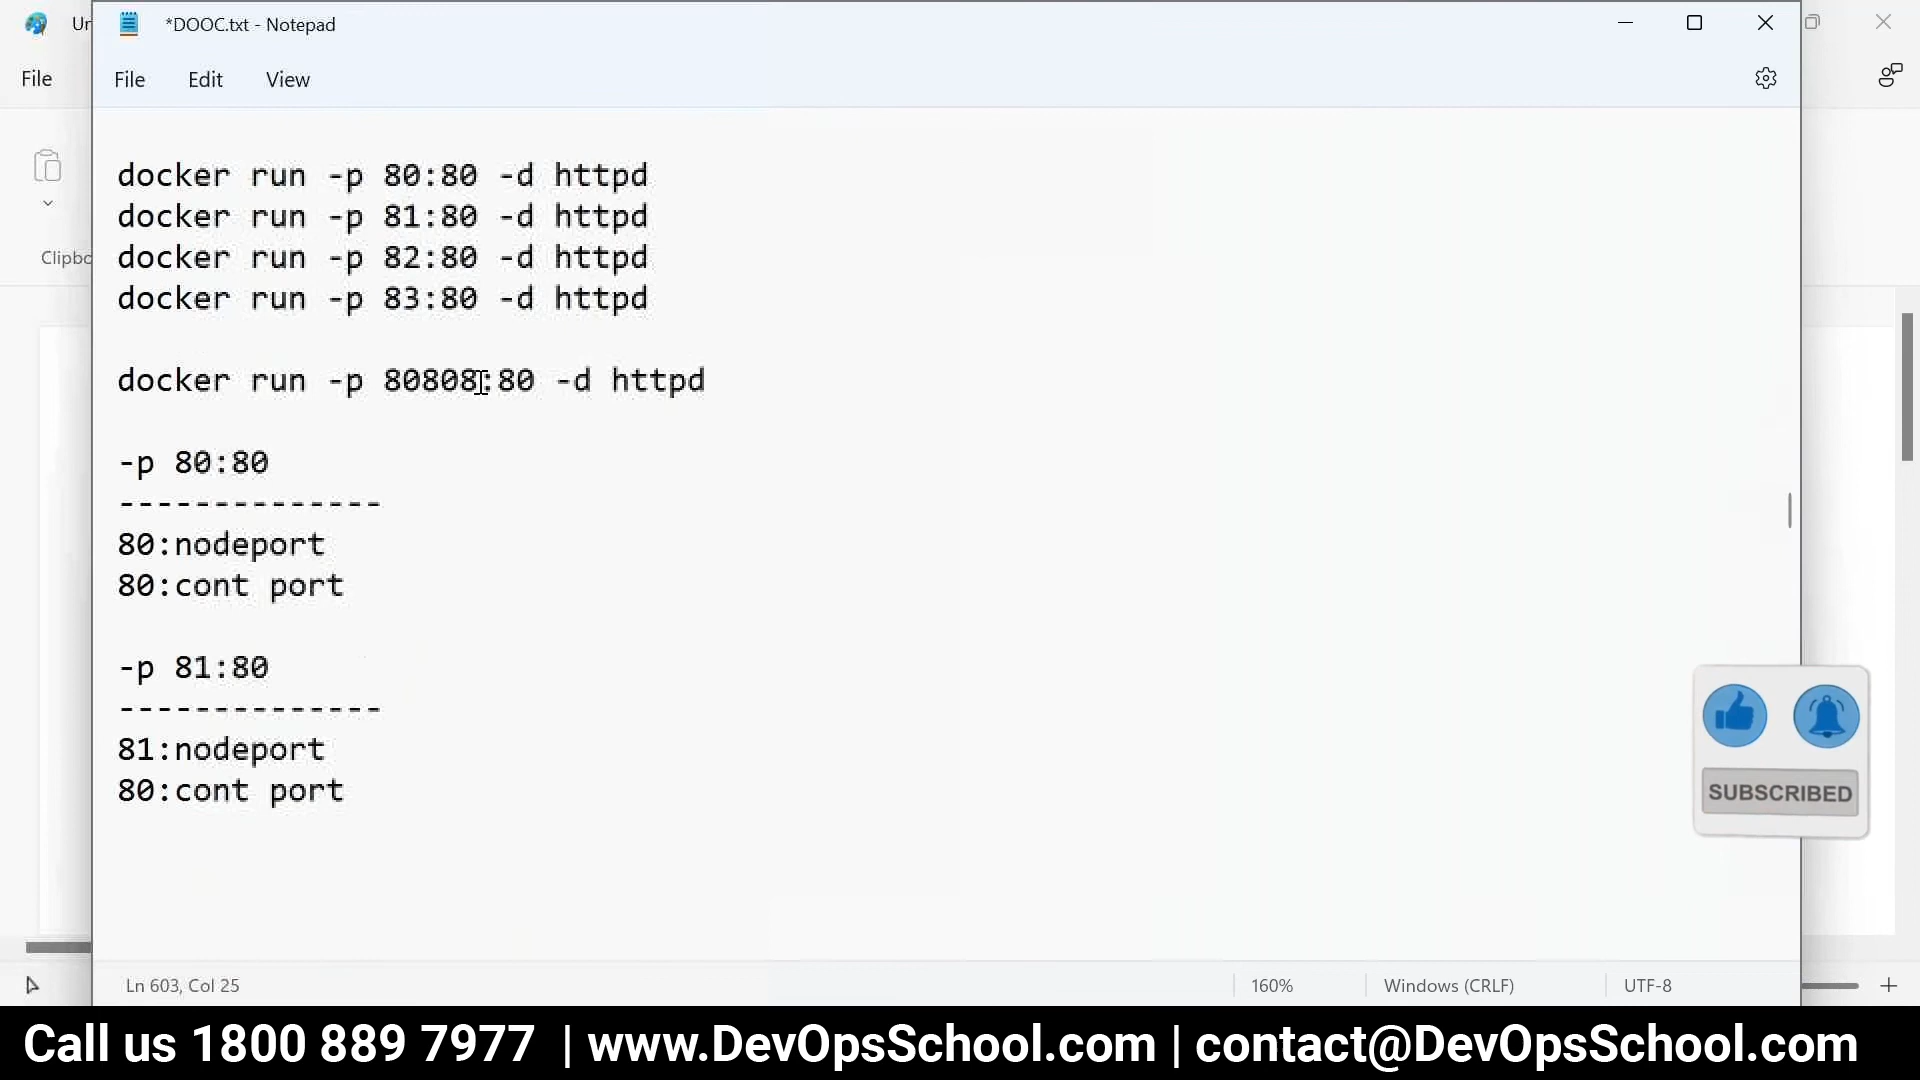 Ur
*DOOC.txt - Notepad
File
File Edit View
docker run -p 80:80 -d httpd
docker run -p 81:80 -d httpd
docker run -p 82:80 -d httpd
docker run -p 83:80 -d httpd
Clipbo
docker run -p 80808:80 -d httpd
-p 80:80
--------------
80:nodeport
80:cont port
-p 81:80
--------------
81:nodeport
80:cont port
SUBSCRIBED
Ln 603, Col 25
160%
Windows (CRLF)
UTF-8
Call us 1800 889 7977 | www.DevOpsSchool.com | contact@DevOpsSchool.com